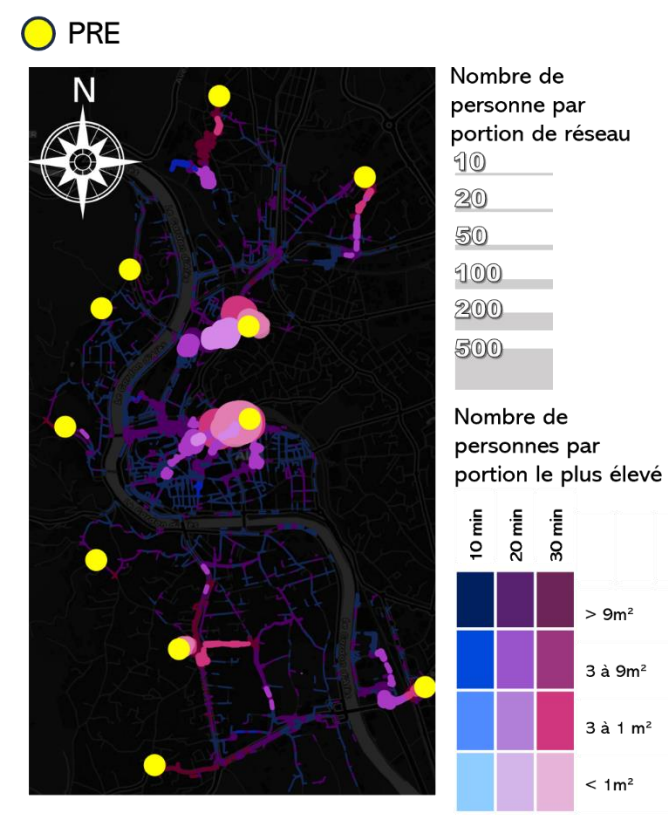 PRE
N
Nombre de
personne par
portion de réseau
10
20
50
100
200
500
Nombre de
personnes par
portion le plus élevé
10 min
20 min
30 min
> 9m²
3 à 9m²
3 à 1 m²
< 1m²